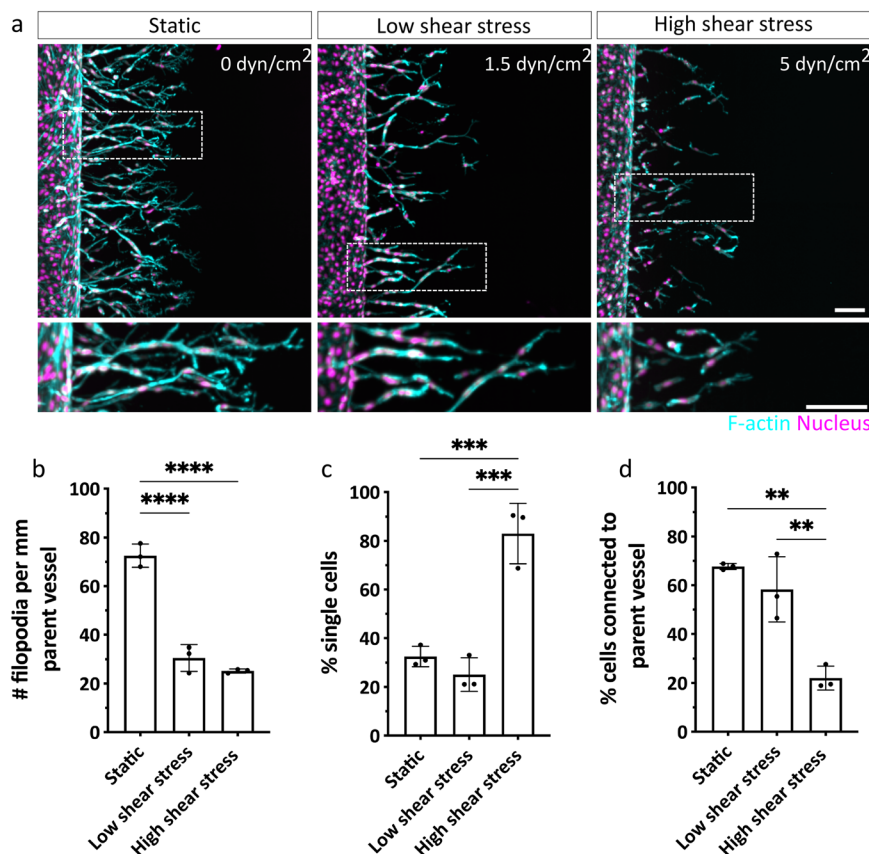 a
Static
Low shear stress
High shear stress
0 dyn/cm²
1.5 dyn/cm²
5 dyn/cm²
F-actin Nucleus
b
# filopodia per mm
parent vessel
100
80
60
40
20
0
****
****
Static
Low shear stress
High shear stress
c
% single cells
100
80
60
40
20
0
***
***
Static
Low shear stress
High shear stress
d
% cells connected to
parent vessel
100
80
60
40
20
0
**
**
Static
Low shear stress
High shear stress